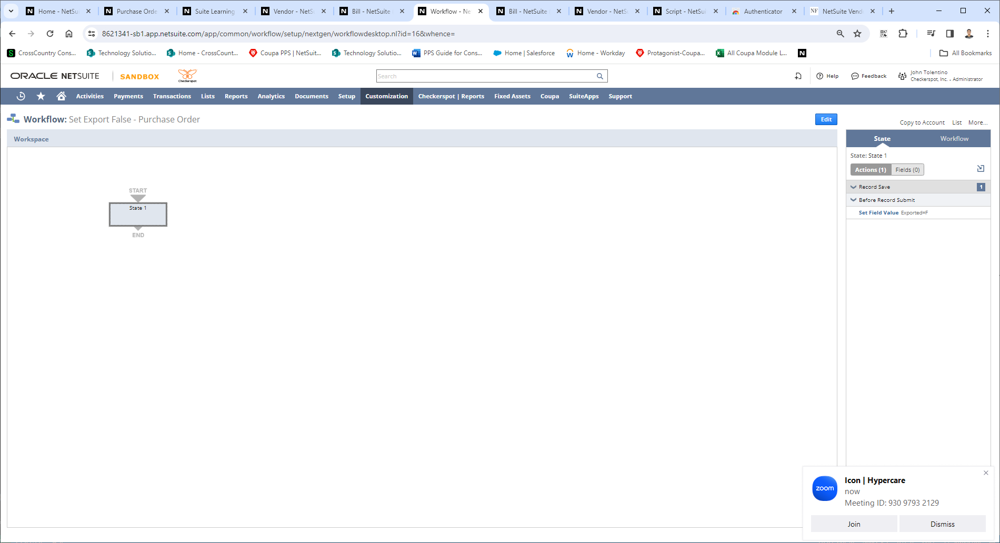 Home - NetSui
Purchase Orde
Suite Learning
Vendor - NetSu
Bill - NetSuite
Workflow - Ne
Bill - NetSuite
Vendor - NetSu
Script - NetSui
Authenticator
NF NetSuite Vend
8621341-sb1.app.netsuite.com/app/common/workflow/setup/nextgen/workflowdesktop.nl?id=16&whence=
CrossCountry Cons...
Technology Solutio...
Home - CrossCount...
Coupa PPS | NetSuit...
Technology Solutio...
PPS Guide for Cons...
Home | Salesforce
Home - Workday
Protagonist-Coupa...
All Coupa Module L...
All Bookmarks
ORACLE NETSUITE
SANDBOX
Checkerspot
Search
Help
Feedback
John Tolentino
Checkerspot, Inc. - Administrator
Activities
Payments
Transactions
Lists
Reports
Analytics
Documents
Setup
Customization
Checkerspot | Reports
Fixed Assets
Coupa
SuiteApps
Support
Workflow: Set Export False - Purchase Order
Edit
Copy to Account
List
More...
Workspace
State
Workflow
START
State 1
END
State: State 1
Actions (1)
Fields (0)
Record Save
1
Before Record Submit
Set Field Value Exported=F
zoom
Icon | Hypercare
now
Meeting ID: 930 9793 2129
Join
Dismiss